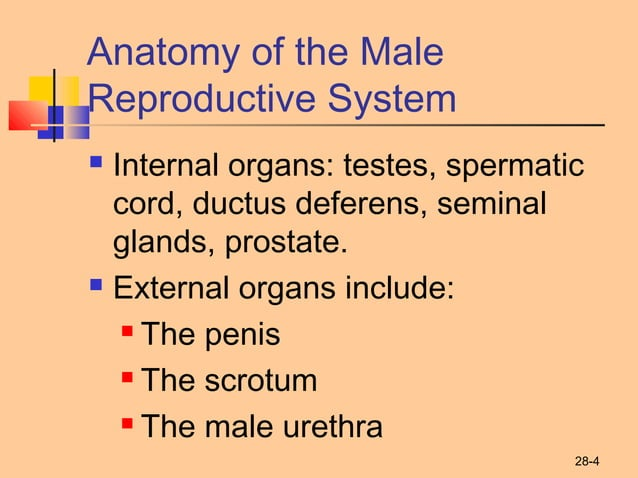 Anatomy of the Male
Reproductive System
Internal organs: testes, spermatic
cord, ductus deferens, seminal
glands, prostate.
External organs include:
The penis
The scrotum
The male urethra
28-4